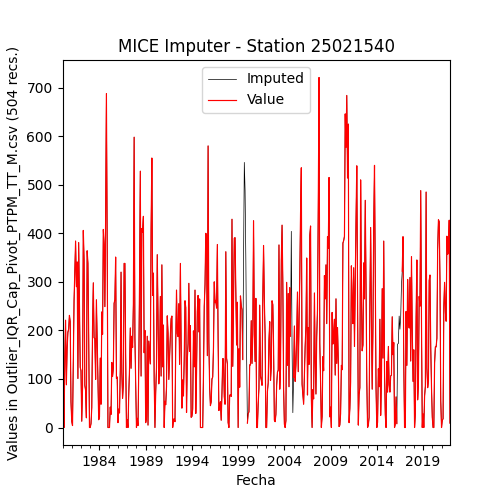 MICE Imputer - Station 25021540
Imputed
Value
Values in Outlier_IQR_Cap_Pivot_PTPM_TT_M.csv (504 recs.)
700
600
500
400
300
200
100
0
1984 1989 1994 1999 2004 2009 2014 2019
Fecha